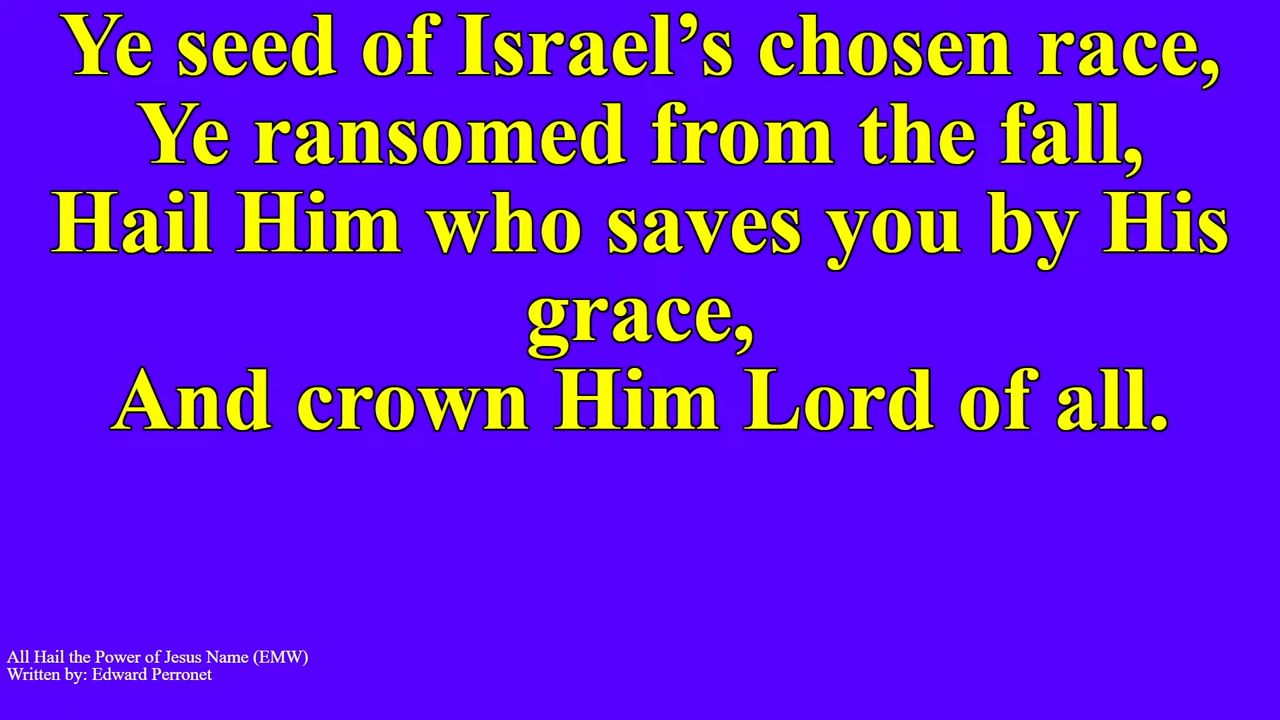 Ye seed of Israel’s chosen race,
Ye ransomed from the fall,
Hail Him who saves you by His
grace,
And crown Him Lord of all.
All Hail the Power of Jesus Name (EMW)
Written by: Edward Perronet